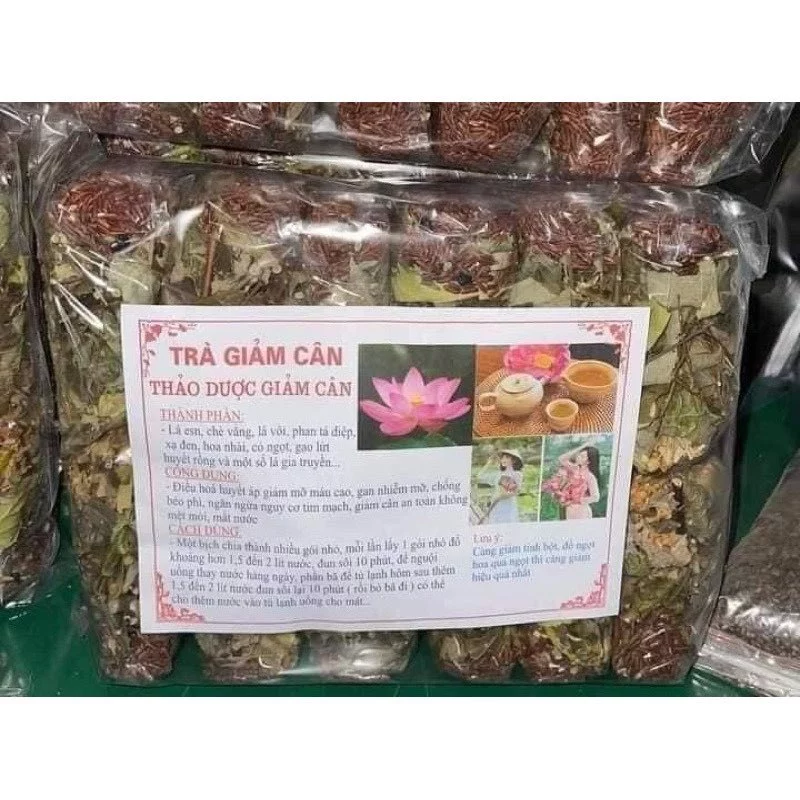 TRÀ GIẢM CÂN
THẢO DƯỢC GIẢM CÂN
THÀNH PHẦN:
- Lá esn, chè vằng, lá vối, phan tả diệp,
xạ đen, hoa nhài, cỏ ngọt, gạo lứt
huyết rồng và một số lá gia truyền...
CÔNG DỤNG:
- Điều hoà huyết áp giảm mỡ máu cao, gan nhiễm mỡ, chống
béo phì, ngăn ngừa nguy cơ tim mạch, giảm cân an toàn không
mệt mỏi, mất nước
CÁCH DÙNG
- Một bịch chia thành nhiều gói nhỏ, mỗi lần lấy 1 gói nhỏ đổ
khoảng hơn 1,5 đến 2 lít nước, đun sôi 10 phút, để nguội
uống thay nước hàng ngày, phần bã để tủ lạnh hôm sau thêm
1,5 đến 2 lít nước đun sôi lại 10 phút ( rồi bỏ bã đi ) có thể
cho thêm nước vào tủ lạnh uống cho mát...
Lưu ý:
Càng giảm tinh bột, đồ ngọt
hoa quả ngọt thì càng giảm
hiệu quả nhất